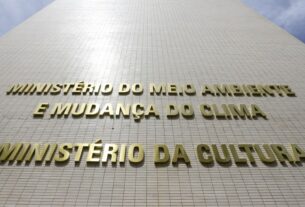 MINISTÉRIO DO MEIO AMBIENTE
E MUDANÇA DO CLIMA
MINISTÉRIO DA CULTURA